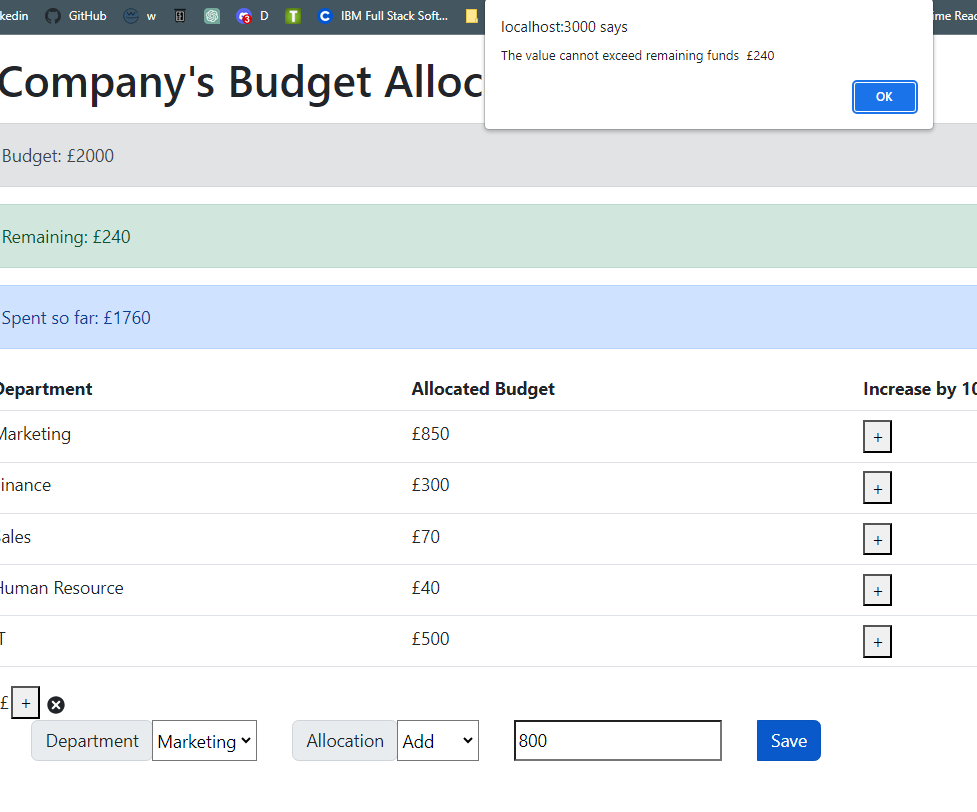 kedin GitHub w D IBM Full Stack Soft... ime Read
localhost:3000 says
The value cannot exceed remaining funds £240
OK
Company's Budget Alloc
Budget: £2000
Remaining: £240
Spent so far: £1760
Department Allocated Budget Increase by 10
Marketing £850 +
inance £300 +
ales £70 +
Human Resource £40 +
T £500 +
£ +
Department Marketing Allocation Add 800 Save